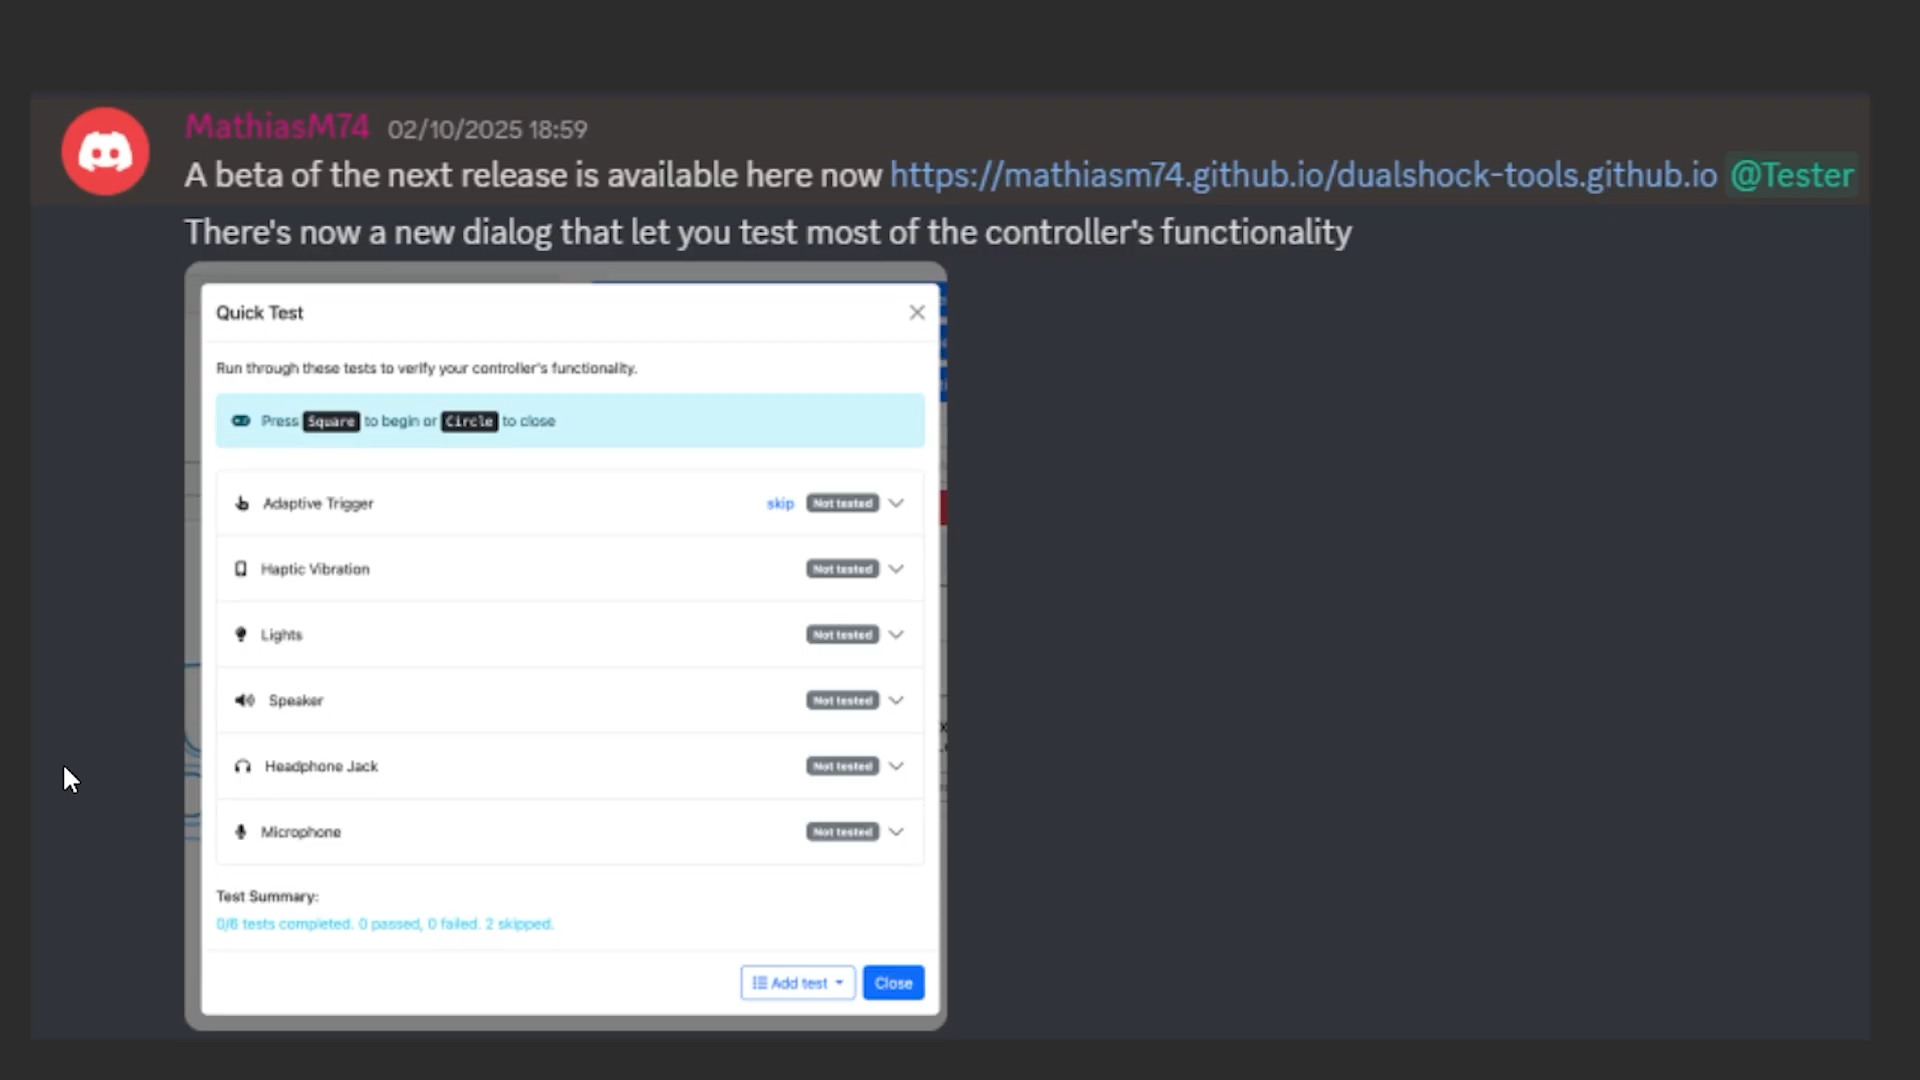 MathiasM74 02/10/2025 18:59
A beta of the next release is available here now https://mathiasm74.github.io/dualshock-tools.github.io @Tester
There's now a new dialog that let you test most of the controller's functionality
Quick Test
Run through these tests to verify your controller's functionality.
Press Square to begin or Circle to close
Adaptive Trigger skip Not tested
Haptic Vibration Not tested
Lights Not tested
Speaker Not tested
Headphone Jack Not tested
Microphone Not tested
Test Summary:
0/6 tests completed. 0 passed, 0 failed. 2 skipped.
Add test Close